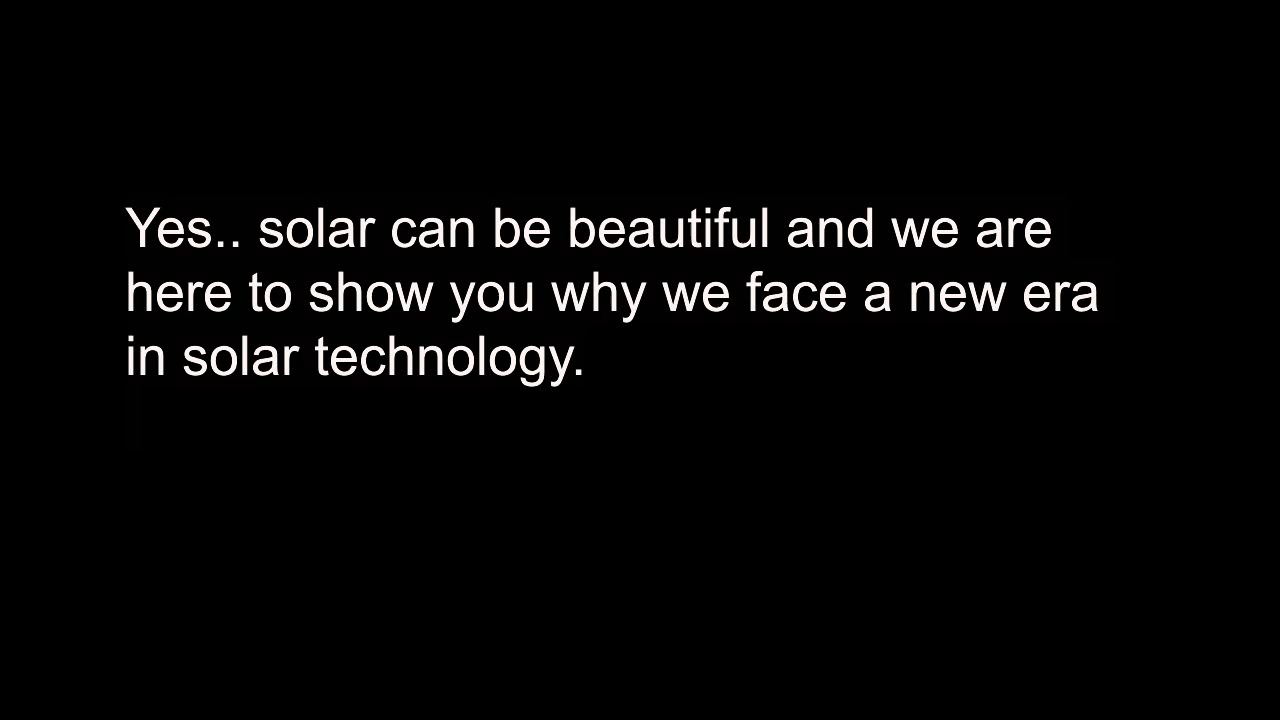 Yes.. solar can be beautiful and we are
here to show you why we face a new era
in solar technology.